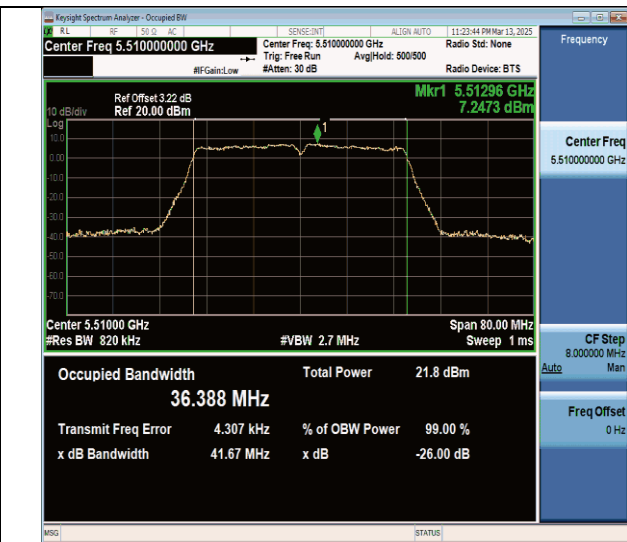 Keysight Spectrum Analyzer - Occupied BW
LXI RL RF 50 Ω AC SENSE:INT ALIGN AUTO 11:23:44 PM Mar 13, 2025
Center Freq 5.510000000 GHz
Center Freq: 5.510000000 GHz
Radio Std: None
Trig: Free Run Avg|Hold: 500/500
#IFGain:Low #Atten: 30 dB Radio Device: BTS
Frequency
Ref Offset 3.22 dB
10 dB/div Ref 20.00 dBm
Mkr1 5.51296 GHz
7.2473 dBm
Log
10.0
0.00
-10.0
-20.0
-30.0
-40.0
-50.0
-60.0
-70.0
1
Center 5.51000 GHz Span 80.00 MHz
#Res BW 820 kHz #VBW 2.7 MHz Sweep 1 ms
Occupied Bandwidth Total Power 21.8 dBm
36.388 MHz
Transmit Freq Error 4.307 kHz % of OBW Power 99.00 %
x dB Bandwidth 41.67 MHz x dB -26.00 dB
Center Freq
5.510000000 GHz
CF Step
8.000000 MHz
Auto Man
Freq Offset
0 Hz
MSG STATUS